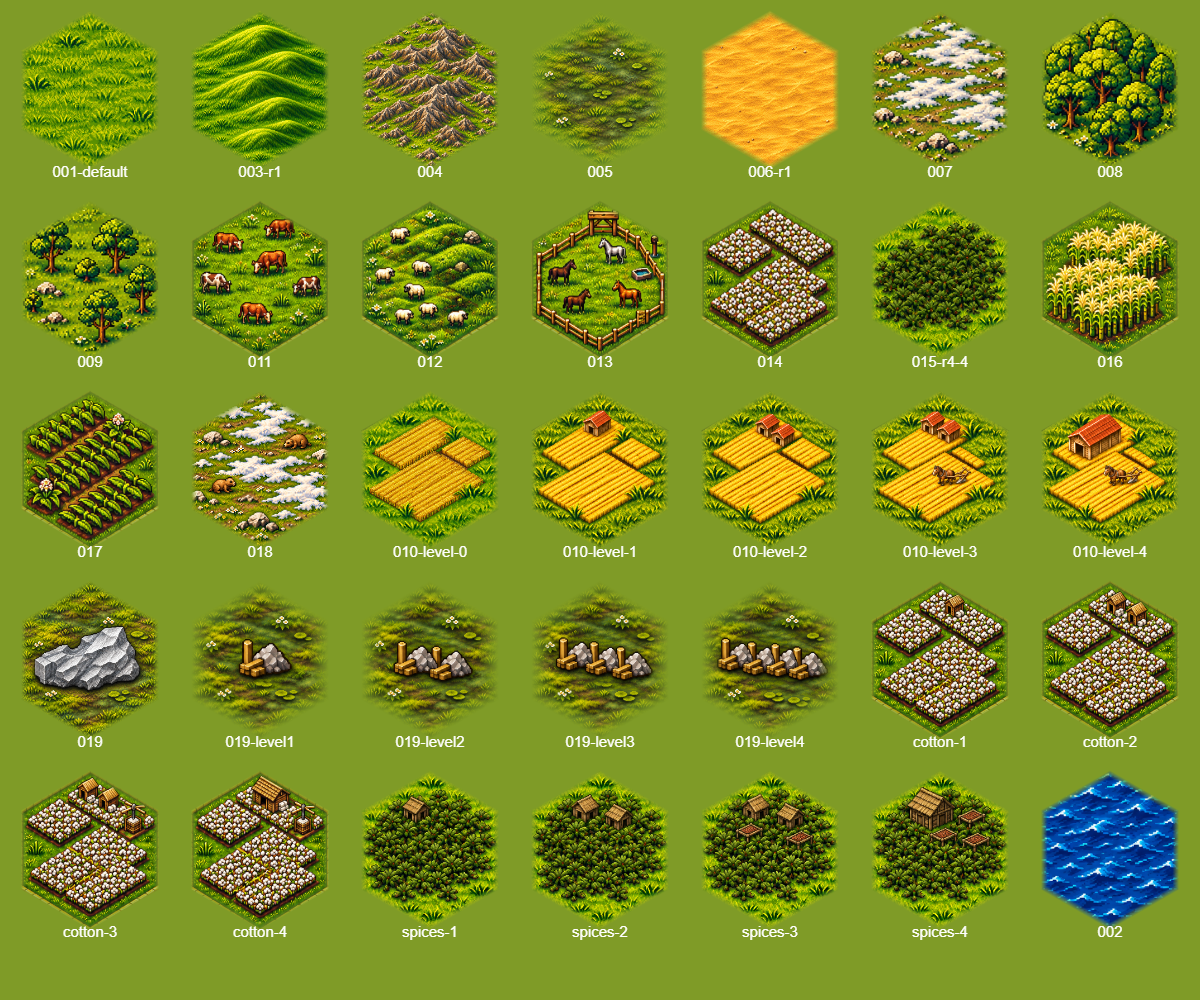 001-default
003-r1
004
005
006-r1
007
008
009
011
012
013
014
015-r4-4
016
017
018
010-level-0
010-level-1
010-level-2
010-level-3
010-level-4
019
019-level1
019-level2
019-level3
019-level4
cotton-1
cotton-2
cotton-3
cotton-4
spices-1
spices-2
spices-3
spices-4
002